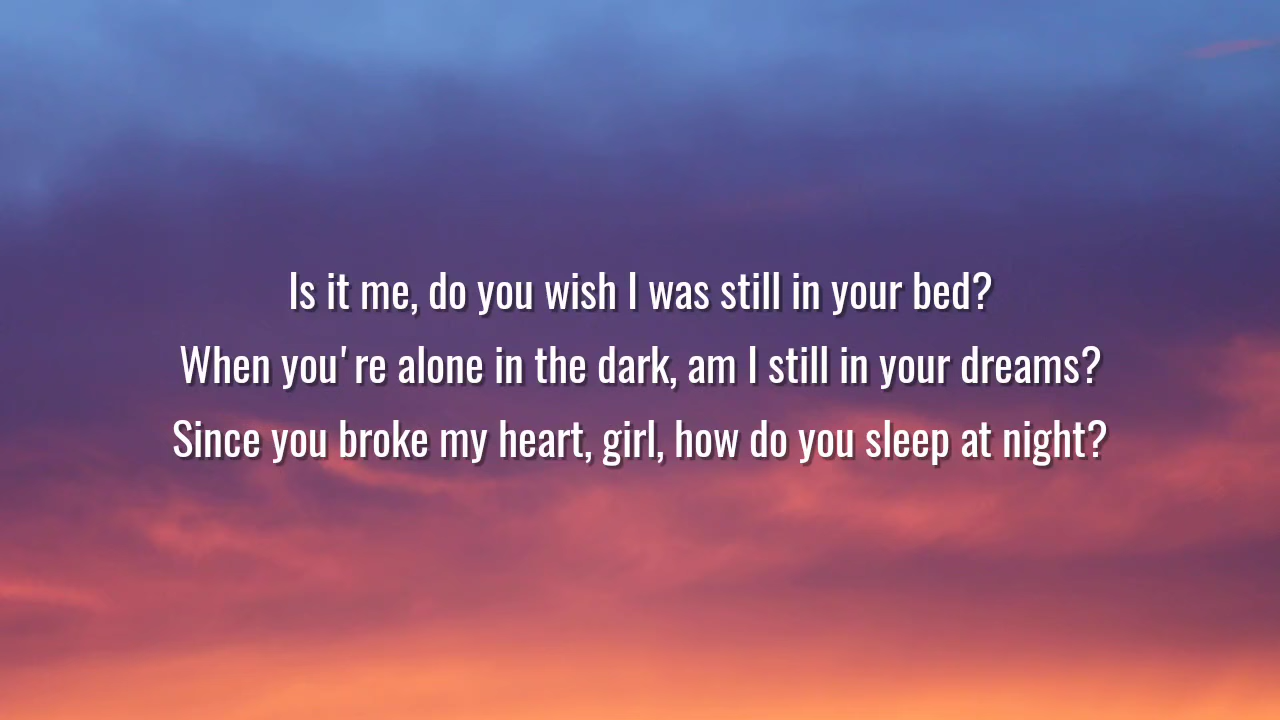 Is it me, do you wish I was still in your bed?
When you're alone in the dark, am I still in your dreams?
Since you broke my heart, girl, how do you sleep at night?